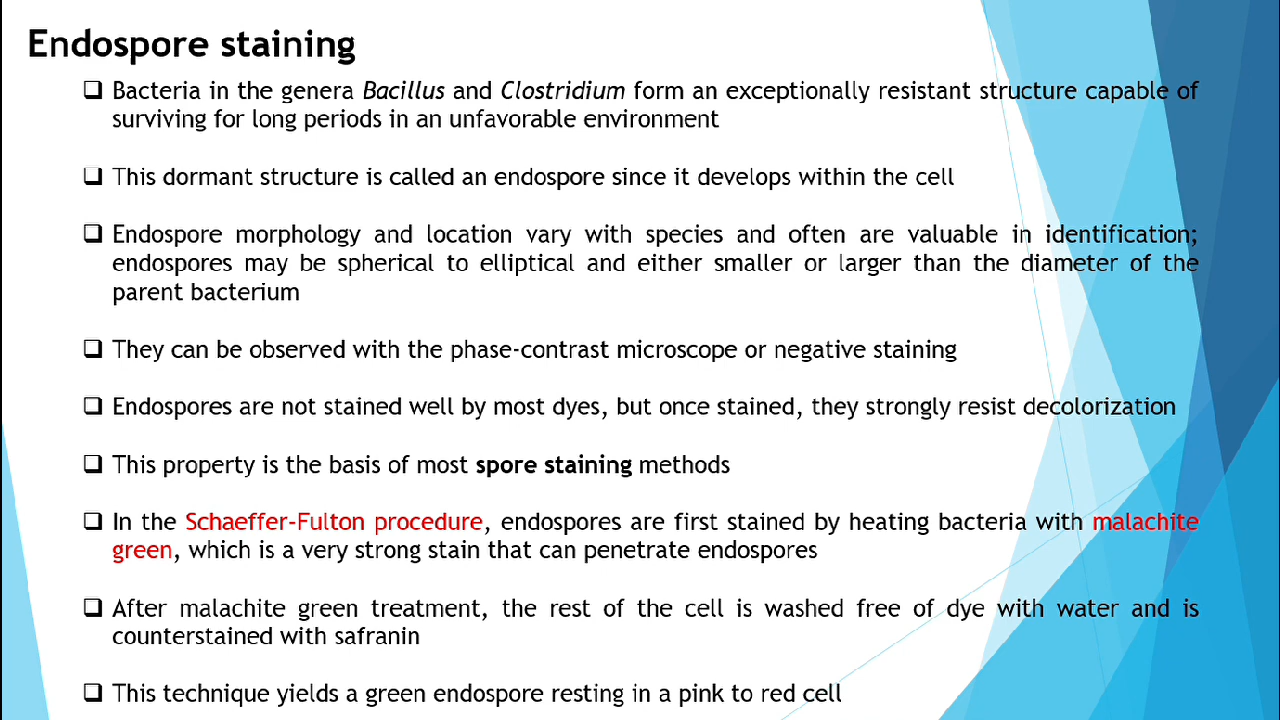 Endospore staining
❑ Bacteria in the genera Bacillus and Clostridium form an exceptionally resistant structure capable of
surviving for long periods in an unfavorable environment
❑ This dormant structure is called an endospore since it develops within the cell
❑ Endospore morphology and location vary with species and often are valuable in identification;
endospores may be spherical to elliptical and either smaller or larger than the diameter of the
parent bacterium
❑ They can be observed with the phase-contrast microscope or negative staining
❑ Endospores are not stained well by most dyes, but once stained, they strongly resist decolorization
❑ This property is the basis of most spore staining methods
❑ In the Schaeffer-Fulton procedure, endospores are first stained by heating bacteria with malachite
green, which is a very strong stain that can penetrate endospores
❑ After malachite green treatment, the rest of the cell is washed free of dye with water and is
counterstained with safranin
❑ This technique yields a green endospore resting in a pink to red cell